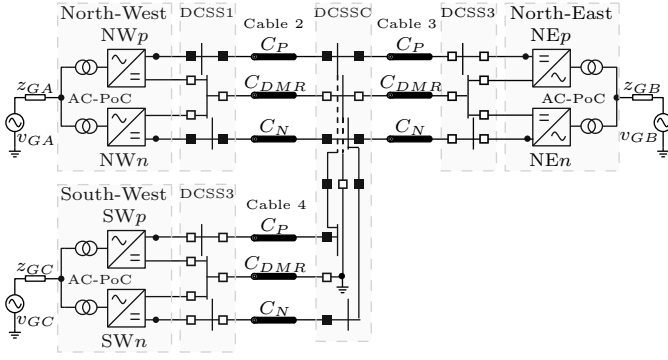 North-West DCSS1 Cable 2 DCSSC Cable 3 DCSS3 North-East
NWp C_P C_P NEp
z_GA AC-PoC C_DMR C_DMR AC-PoC z_GB
v_GA NWn C_N C_N NEn v_GB
South-West DCSS3 Cable 4
SWp C_P
z_GC AC-PoC C_DMR
v_GC SWn C_N